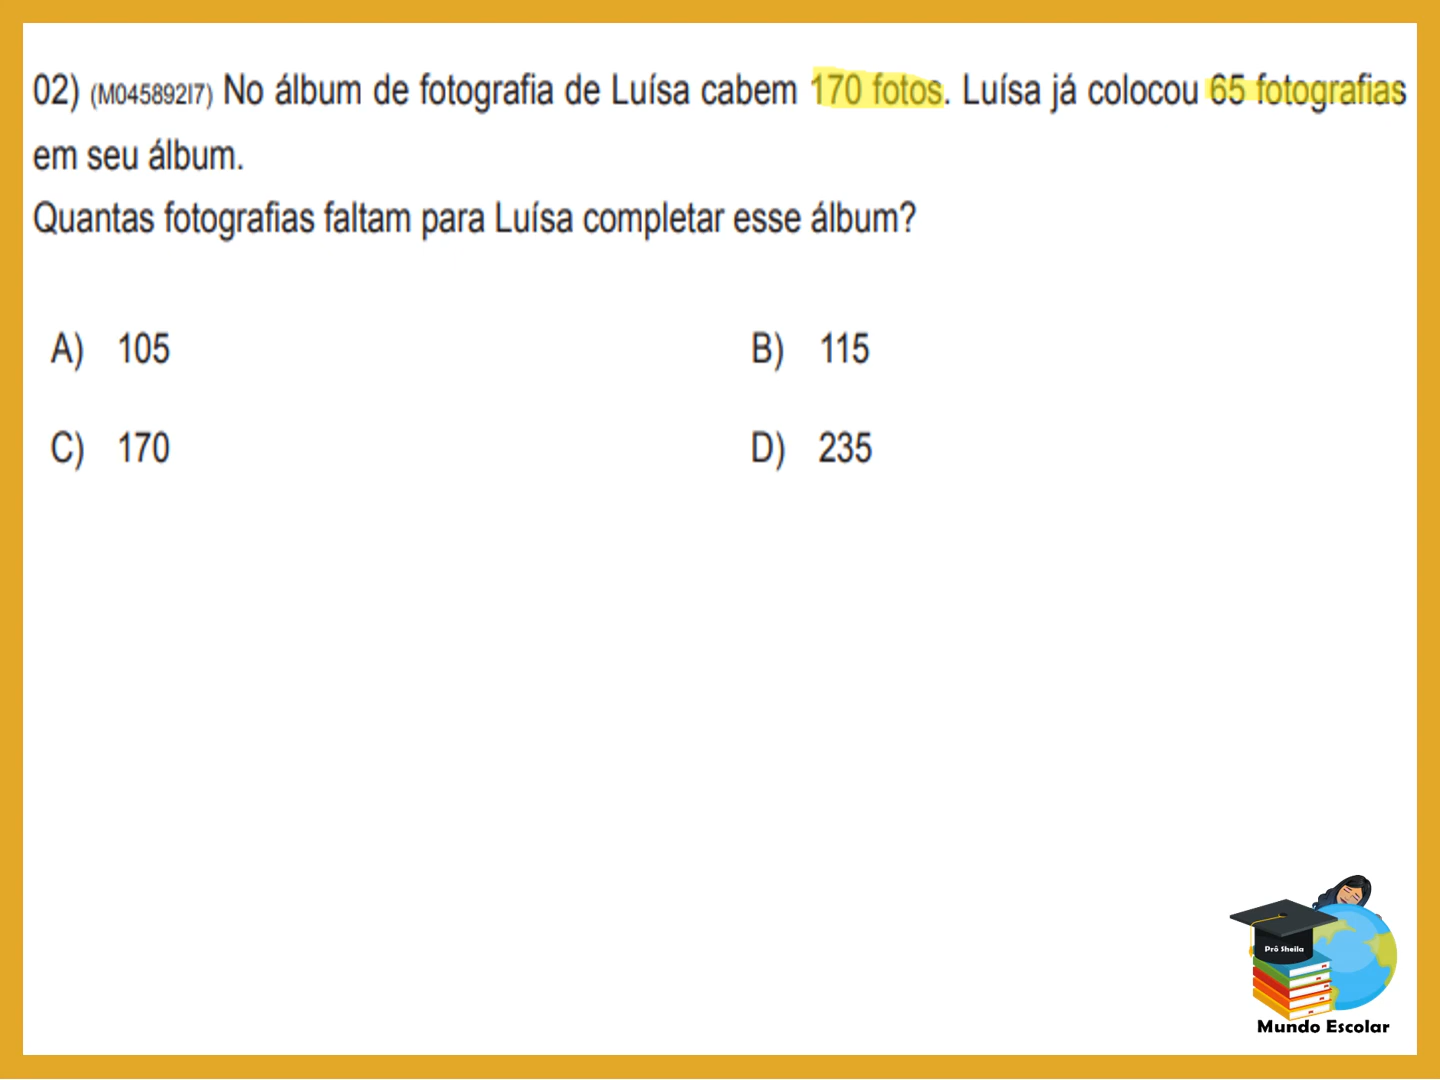 02) (M045892I7) No álbum de fotografia de Luísa cabem 170 fotos. Luísa já colocou 65 fotografias
em seu álbum.
Quantas fotografias faltam para Luísa completar esse álbum?
A) 105
B) 115
C) 170
D) 235
Prô Sheila
Mundo Escolar